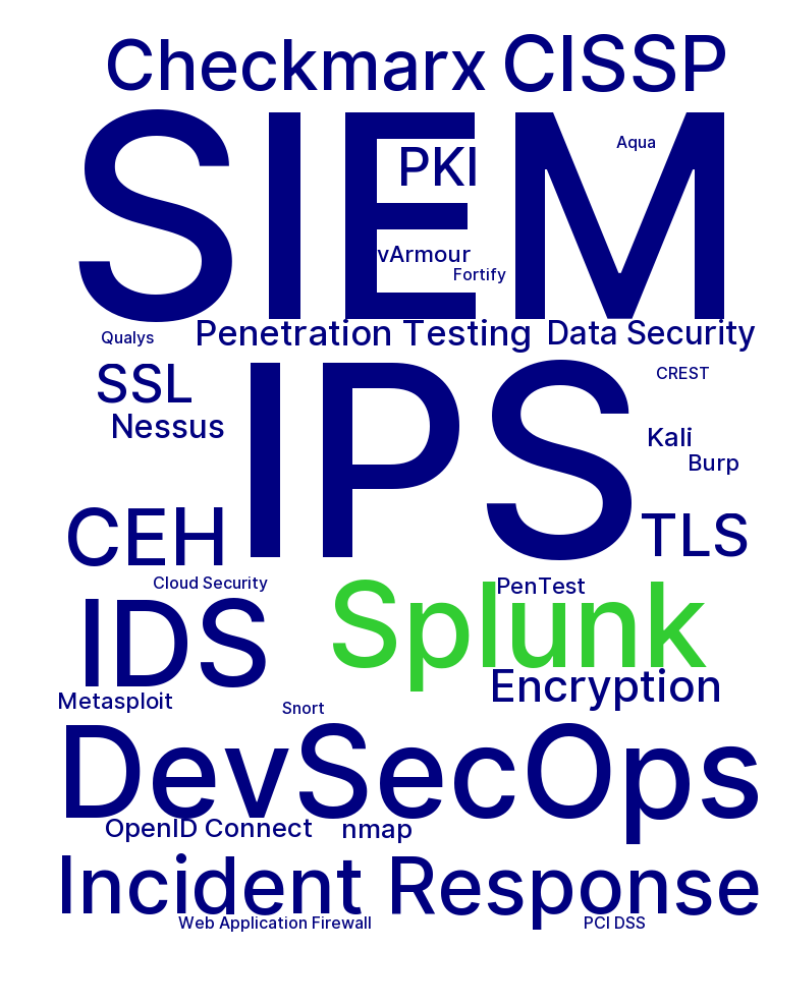 Checkmarx CISSP
SIEM
Aqua
PKI
vArmour
Fortify
Qualys
Penetration Testing
Data Security
SSL
IPS
CREST
Nessus
Kali
Burp
CEH
TLS
Cloud Security
PenTest
IDS
Splunk
Encryption
Metasploit
Snort
DevSecOps
OpenID Connect
nmap
Incident Response
Web Application Firewall
PCI DSS